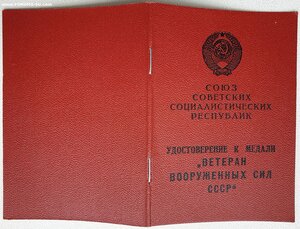 СОЮЗ
СОВЕТСКИХ
СОЦИАЛИСТИЧЕСКИХ
РЕСПУБЛИК
УДОСТОВЕРЕНИЕ К МЕДАЛИ
„ВЕТЕРАН
ВООРУЖЕННЫХ СИЛ
СССР“